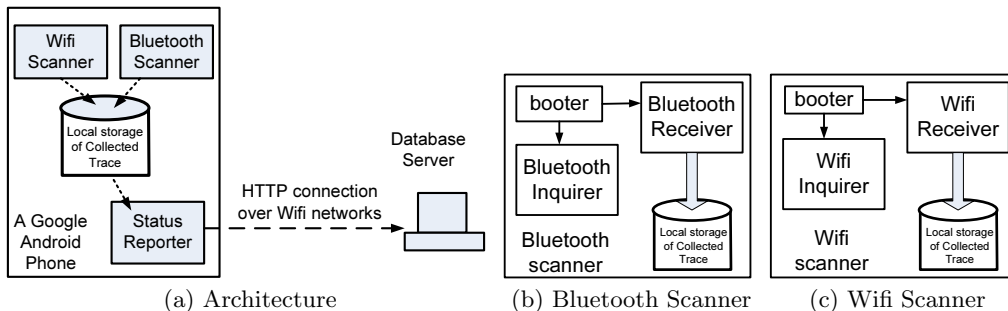 Wifi
Scanner
Bluetooth
Scanner
Local storage
of Collected
Trace
A Google
Android
Phone
Status
Reporter
HTTP connection
over Wifi networks
Database
Server
(a) Architecture
booter
Bluetooth
Receiver
Bluetooth
Inquirer
Bluetooth
scanner
Local storage
of Collected
Trace
(b) Bluetooth Scanner
booter
Wifi
Receiver
Wifi
Inquirer
Wifi
scanner
Local storage
of Collected
Trace
(c) Wifi Scanner